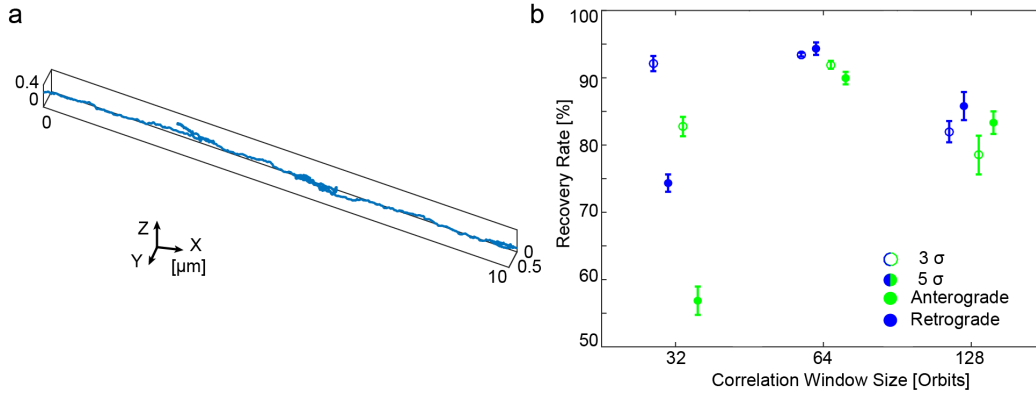 a
0.4
0
0
Z
X
Y
[µm]
0
0.5
10
b
100
90
80
70
60
50
Recovery Rate [%]
3 σ
5 σ
Anterograde
Retrograde
32
64
128
Correlation Window Size [Orbits]